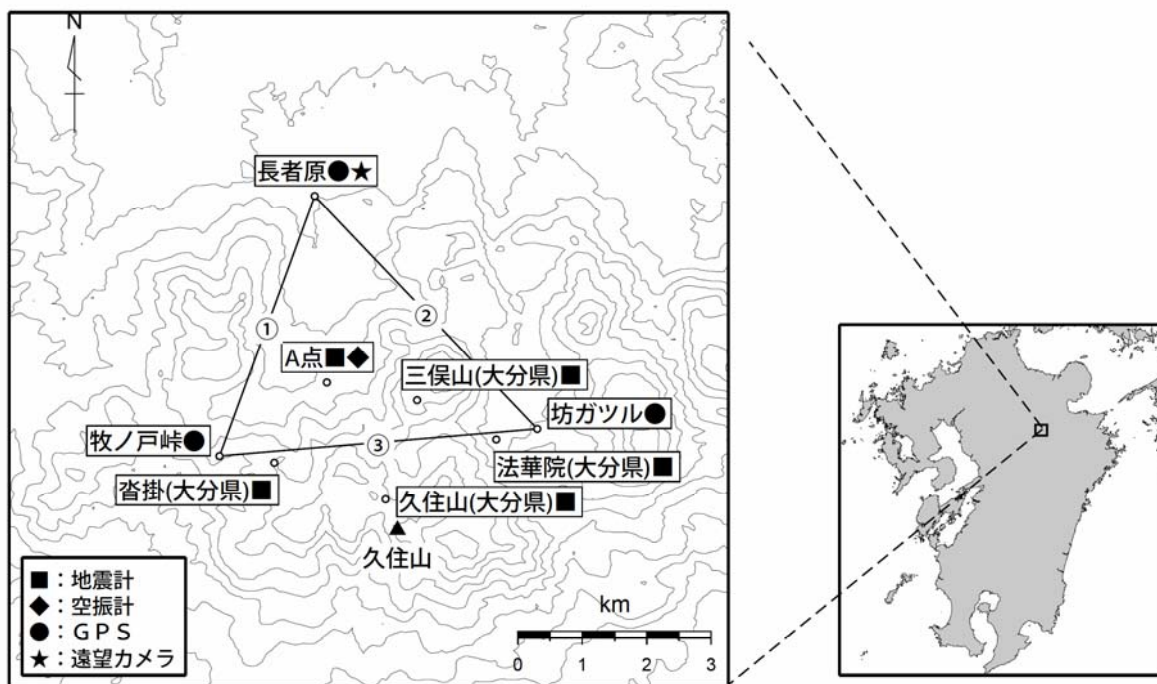 N
長者原●★
②
①
A点■◆
三俣山(大分県)■
坊ガツル●
牧ノ戸峠●
③
法華院(大分県)■
沓掛(大分県)■
久住山(大分県)■
久住山
■：地震計
◆：空振計
●：ＧＰＳ
★：遠望カメラ
km
0 1 2 3